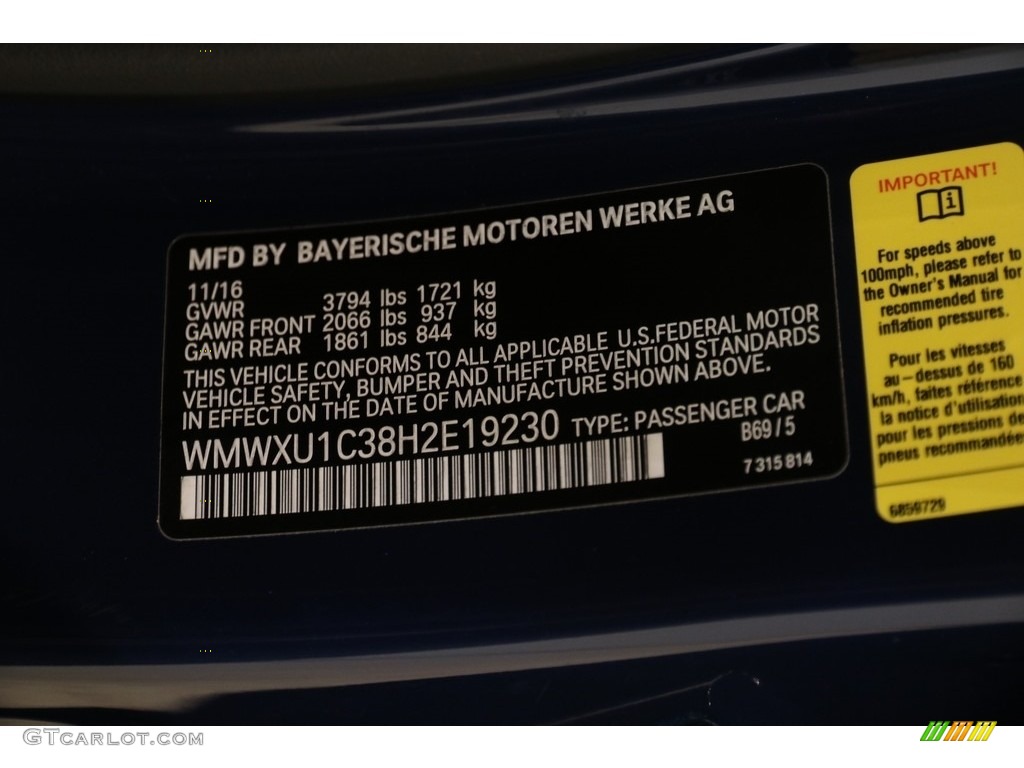 MFD BY BAYERISCHE MOTOREN WERKE AG
11/16
GVWR 3794 lbs 1721 kg
GAWR FRONT 2066 lbs 937 kg
GAWR REAR 1861 lbs 844 kg
THIS VEHICLE CONFORMS TO ALL APPLICABLE U.S.FEDERAL MOTOR
VEHICLE SAFETY, BUMPER AND THEFT PREVENTION STANDARDS
IN EFFECT ON THE DATE OF MANUFACTURE SHOWN ABOVE.
WMWXU1C38H2E19230 TYPE: PASSENGER CAR
B69/5
7 315 814
IMPORTANT!
For speeds above
100mph, please refer to
the Owner's Manual for
recommended tire
inflation pressures.
Pour les vitesses
au-dessus de 160
km/h, faites référence
la notice d'utilisation
pour les pressions de
pneus recommandée
6859729
GTCARLOT.COM